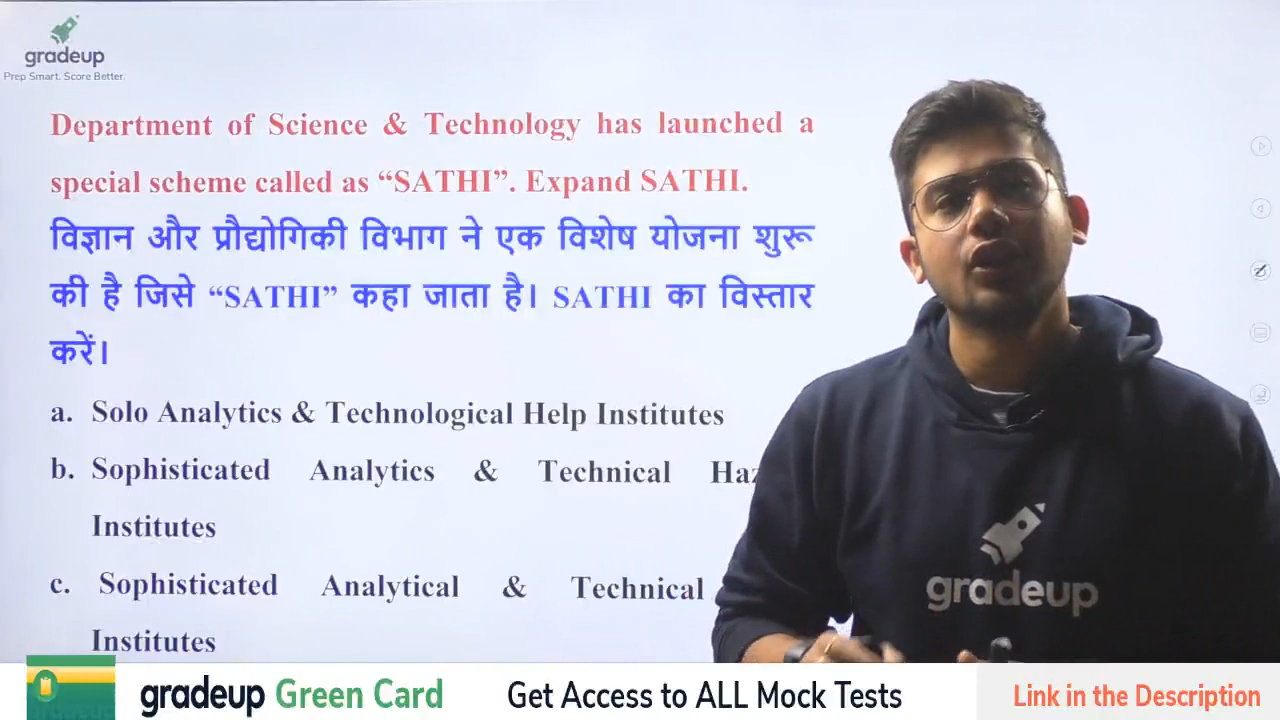 gradeup
Prep Smart. Score Better.
Department of Science & Technology has launched a
special scheme called as “SATHI”. Expand SATHI.
विज्ञान और प्रौद्योगिकी विभाग ने एक विशेष योजना शुरू
की है जिसे “SATHI” कहा जाता है। SATHI का विस्तार
करें।
a. Solo Analytics & Technological Help Institutes
b. Sophisticated Analytics & Technical
Institutes
c. Sophisticated Analytical & Technical
Institutes
gradeup
gradeup Green Card
Get Access to ALL Mock Tests
Link in the Description